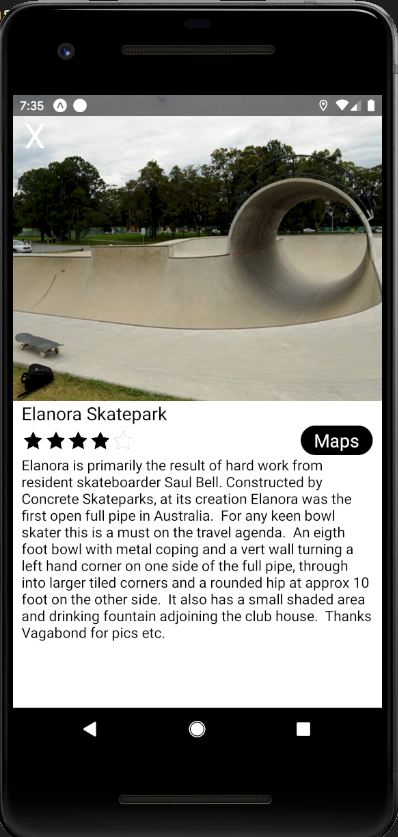 7:35
X
Elanora Skatepark
Maps
Elanora is primarily the result of hard work from
resident skateboarder Saul Bell. Constructed by
Concrete Skateparks, at its creation Elanora was the
first open full pipe in Australia.  For any keen bowl
skater this is a must on the travel agenda.  An eigth
foot bowl with metal coping and a vert wall turning a
left hand corner on one side of the full pipe, through
into larger tiled corners and a rounded hip at approx 10
foot on the other side.  It also has a small shaded area
and drinking fountain adjoining the club house.  Thanks
Vagabond for pics etc.